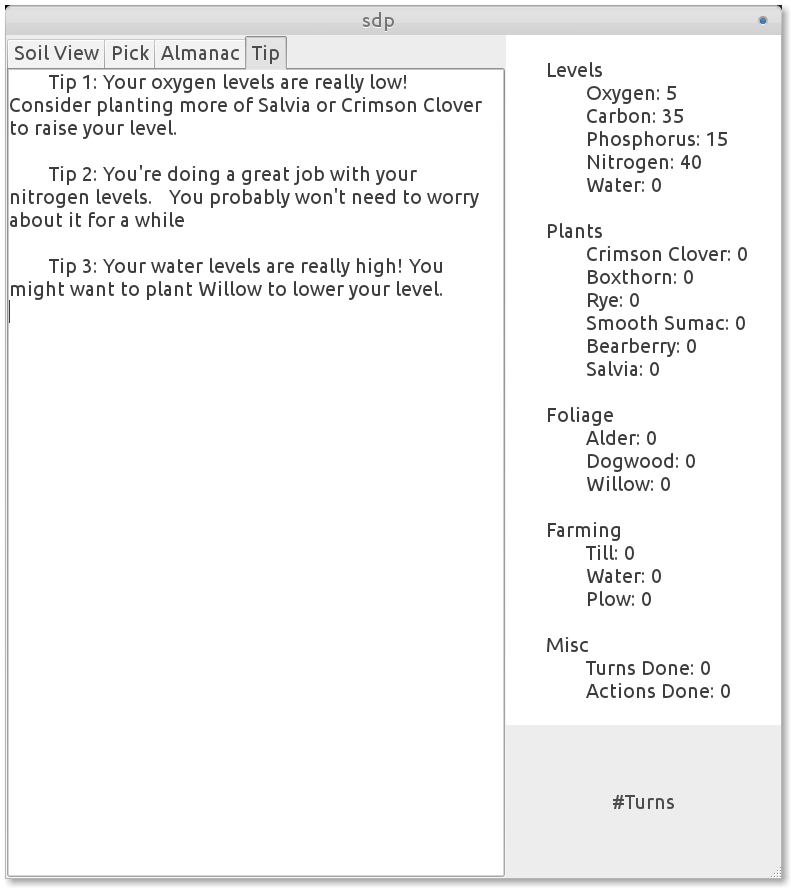 sdp
Soil View Pick Almanac Tip
Tip 1: Your oxygen levels are really low!
Consider planting more of Salvia or Crimson Clover
to raise your level.
Tip 2: You're doing a great job with your
nitrogen levels.   You probably won't need to worry
about it for a while
Tip 3: Your water levels are really high! You
might want to plant Willow to lower your level.
Levels
Oxygen: 5
Carbon: 35
Phosphorus: 15
Nitrogen: 40
Water: 0
Plants
Crimson Clover: 0
Boxthorn: 0
Rye: 0
Smooth Sumac: 0
Bearberry: 0
Salvia: 0
Foliage
Alder: 0
Dogwood: 0
Willow: 0
Farming
Till: 0
Water: 0
Plow: 0
Misc
Turns Done: 0
Actions Done: 0
#Turns